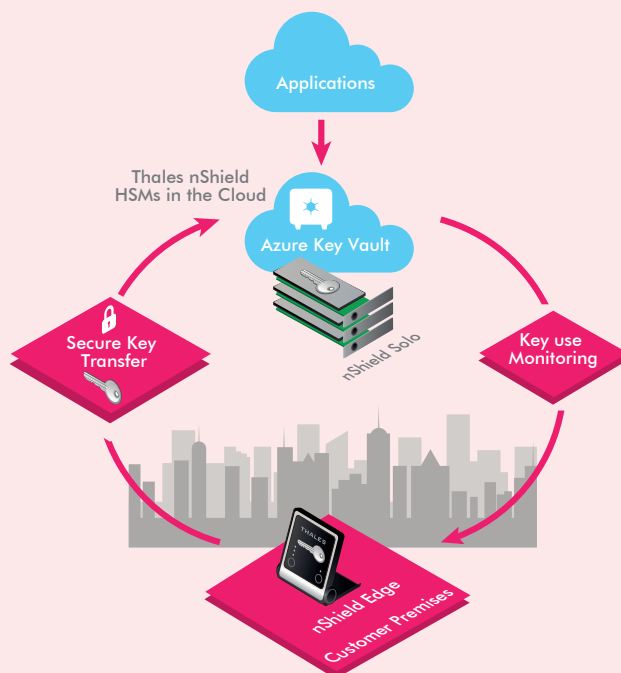 Applications
Thales nShield
HSMs in the Cloud
Azure Key Vault
nShield Solo
Secure Key
Transfer
Key use
Monitoring
THALES
nShield Edge
Customer Premises